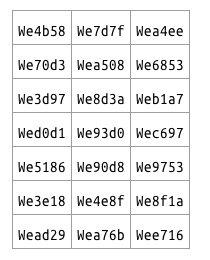 We4b58 We7d7f Wea4ee
We70d3 Wea508 We6853
We3d97 We8d3a Web1a7
Wed0d1 We93d0 Wec697
We5186 We90d8 We9753
We3e18 We4e8f We8f1a
Wead29 Wea76b Wee716